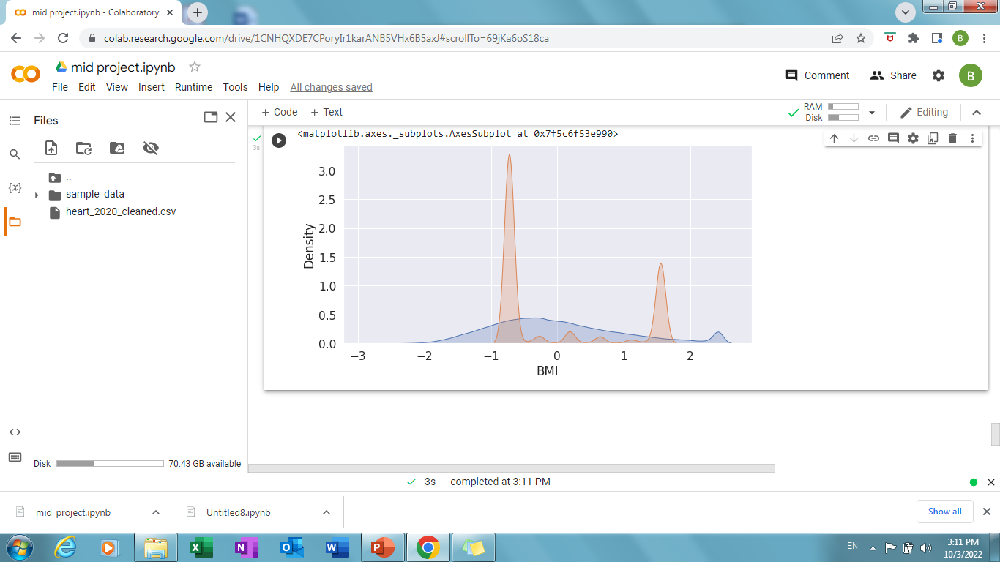 mid project.ipynb - Colaboratory
colab.research.google.com/drive/1CNHQXDE7CPoryIr1karANB5VHx6B5axJ#scrollTo=69jKa6oS18ca
B
mid project.ipynb
File Edit View Insert Runtime Tools Help All changes saved
Comment Share B
Files
+ Code + Text
RAM
Disk
Editing
..
sample_data
heart_2020_cleaned.csv
{x}
3s
<matplotlib.axes._subplots.AxesSubplot at 0x7f5c6f53e990>
3.0
2.5
2.0
1.5
1.0
0.5
0.0
Density
−3 −2 −1 0 1 2
BMI
Disk 70.43 GB available
3s completed at 3:11 PM
mid_project.ipynb Untitled8.ipynb Show all
EN
3:11 PM
10/3/2022